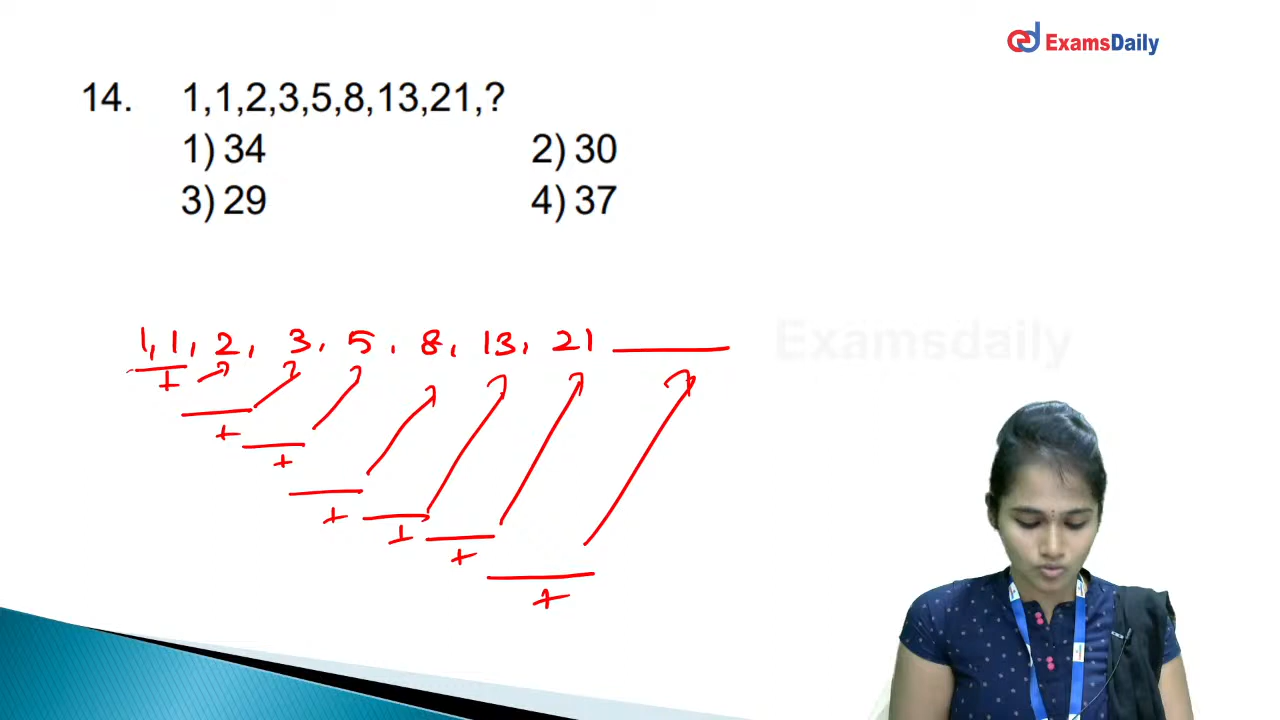 ExamsDaily
14. 1,1,2,3,5,8,13,21,?
1) 34 2) 30
3) 29 4) 37
1, 1, 2, 3, 5, 8, 13, 21 ____
+
+
+
+
+
+
+
Examsdaily